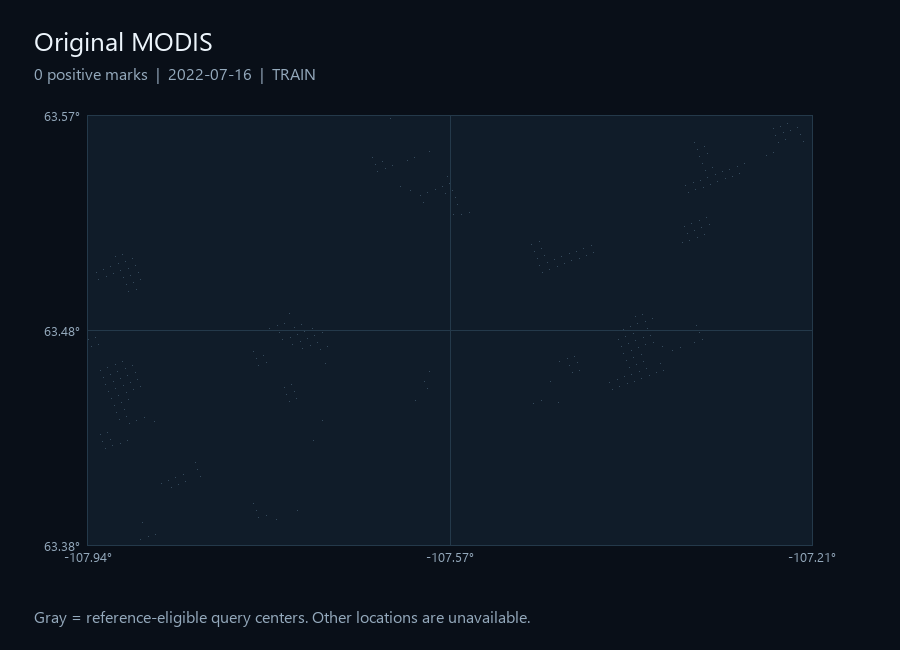 Original MODIS
0 positive marks | 2022-07-16 | TRAIN
63.57°
63.48°
63.38°
-107.94°
-107.57°
-107.21°
Gray = reference-eligible query centers. Other locations are unavailable.